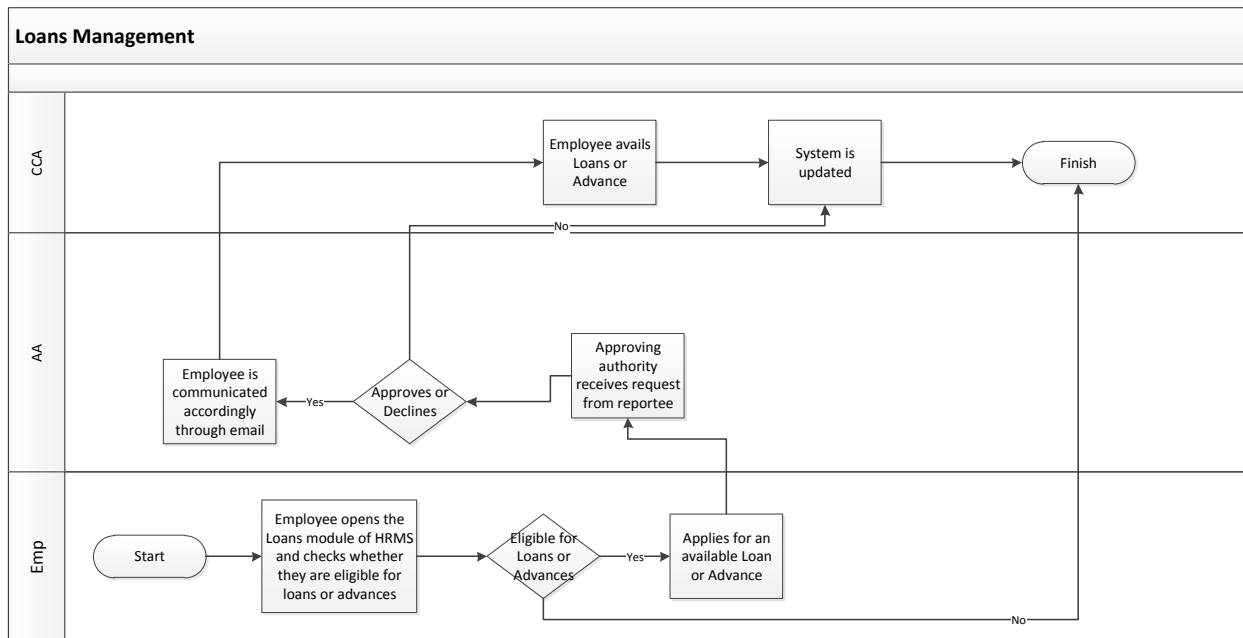 Loans Management
CCA
Employee avails
Loans or
Advance
System is
updated
Finish
No
AA
Employee is
communicated
accordingly
through email
Yes
Approves or
Declines
Approving
authority
receives request
from reportee
Emp
Start
Employee opens the
Loans module of HRMS
and checks whether
they are eligible for
loans or advances
Eligible for
Loans or
Advances
Yes
Applies for an
available Loan
or Advance
No